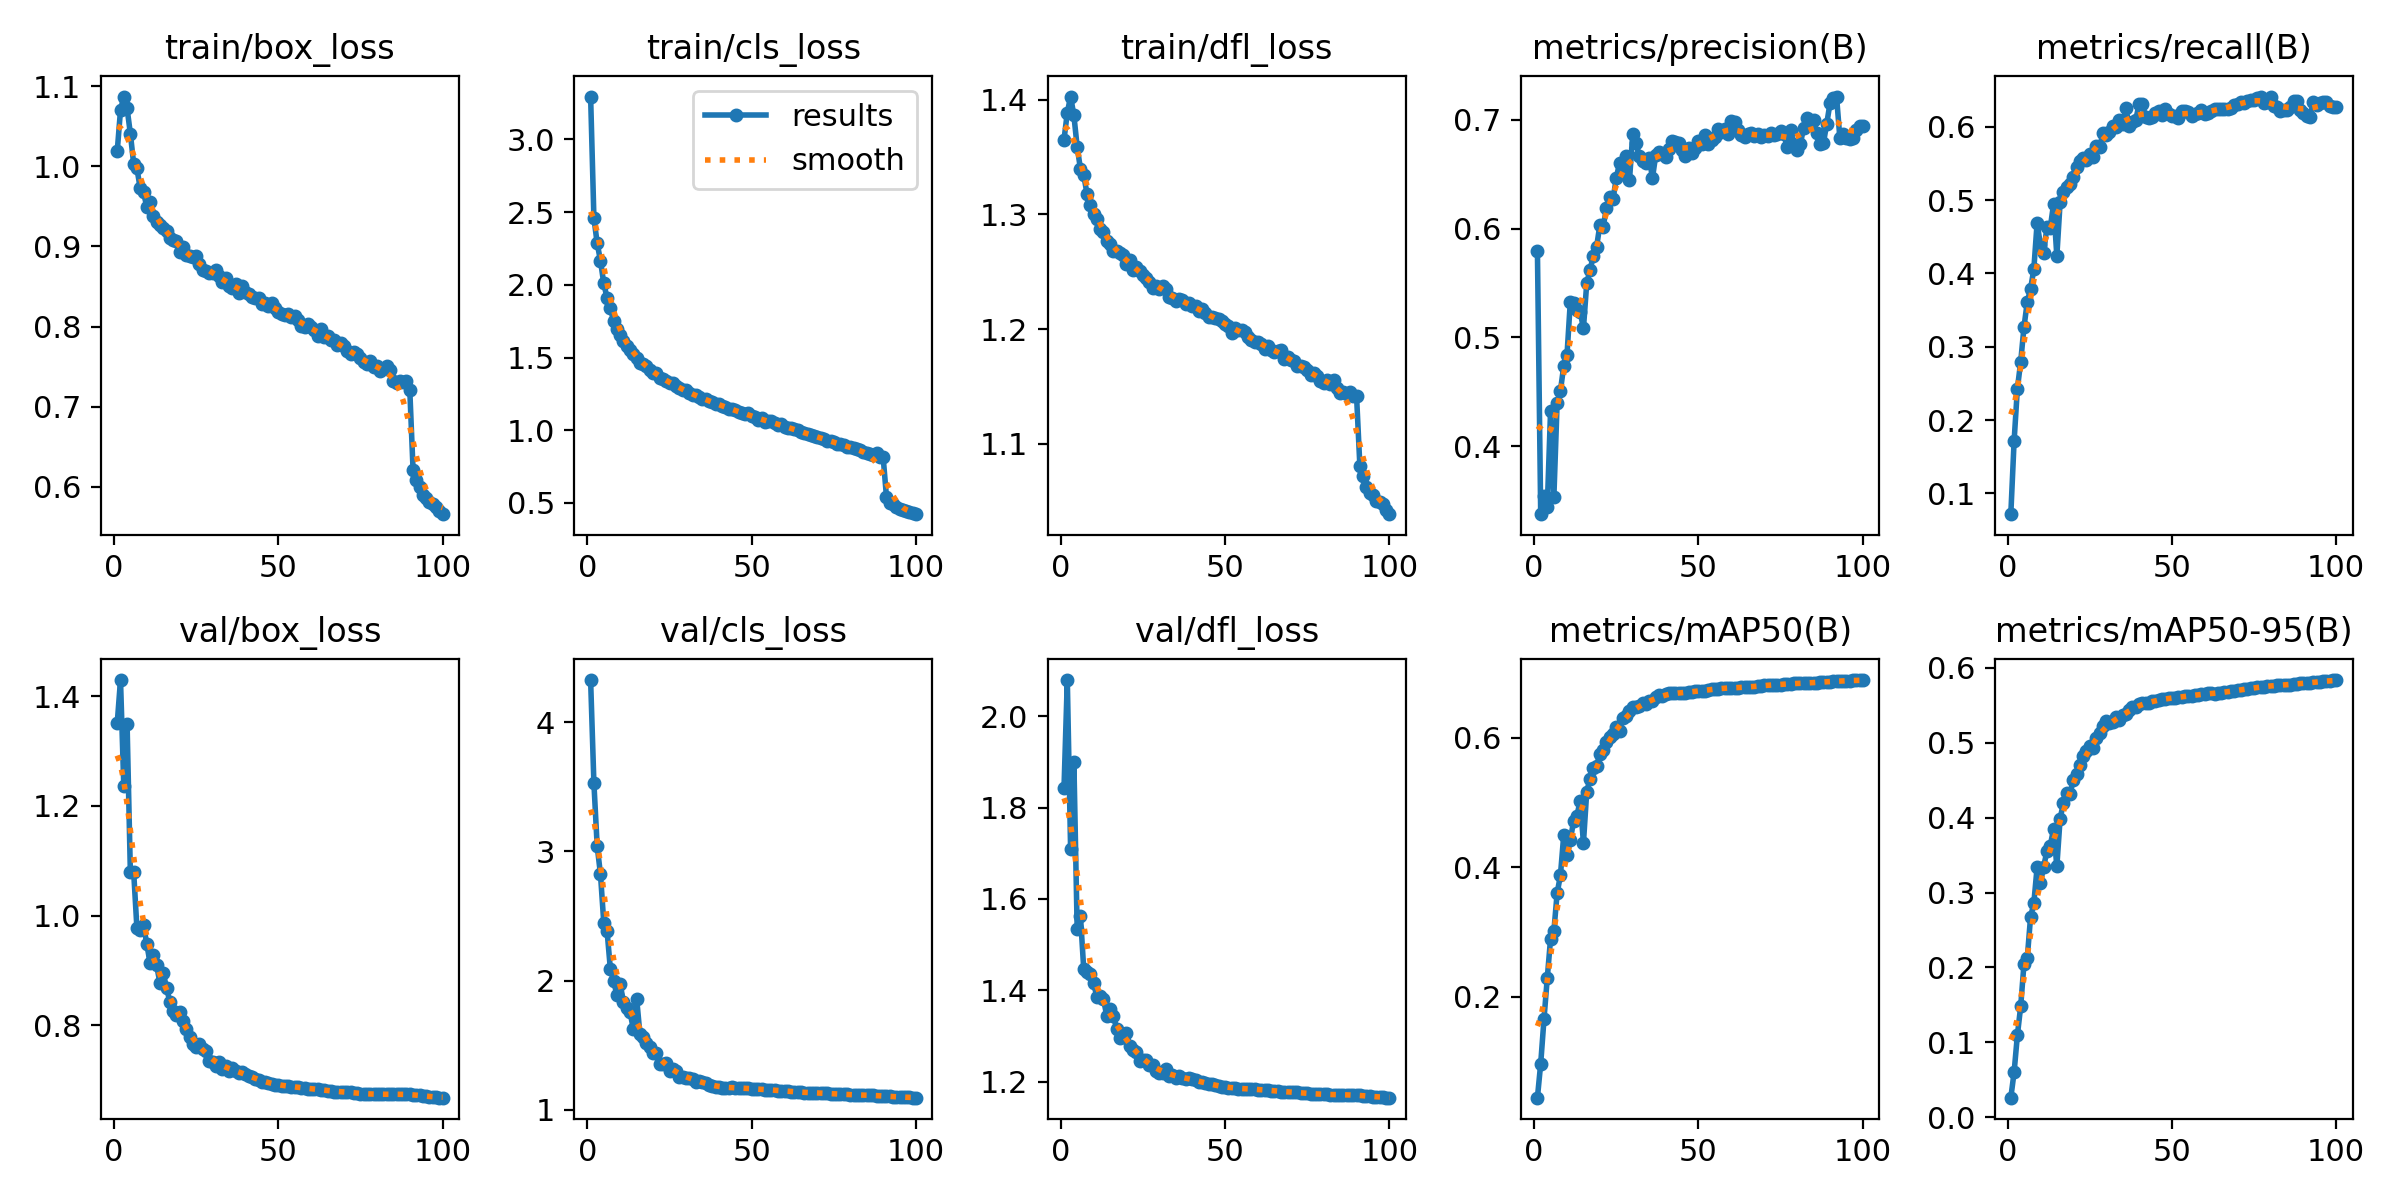 train/box_loss
1.1
1.0
0.9
0.8
0.7
0.6
0 50 100
train/cls_loss
results
smooth
3.0
2.5
2.0
1.5
1.0
0.5
0 50 100
train/dfl_loss
1.4
1.3
1.2
1.1
0 50 100
metrics/precision(B)
0.7
0.6
0.5
0.4
0 50 100
metrics/recall(B)
0.6
0.5
0.4
0.3
0.2
0.1
0 50 100
val/box_loss
1.4
1.2
1.0
0.8
0 50 100
val/cls_loss
4
3
2
1
0 50 100
val/dfl_loss
2.0
1.8
1.6
1.4
1.2
0 50 100
metrics/mAP50(B)
0.6
0.4
0.2
0 50 100
metrics/mAP50-95(B)
0.6
0.5
0.4
0.3
0.2
0.1
0.0
0 50 100